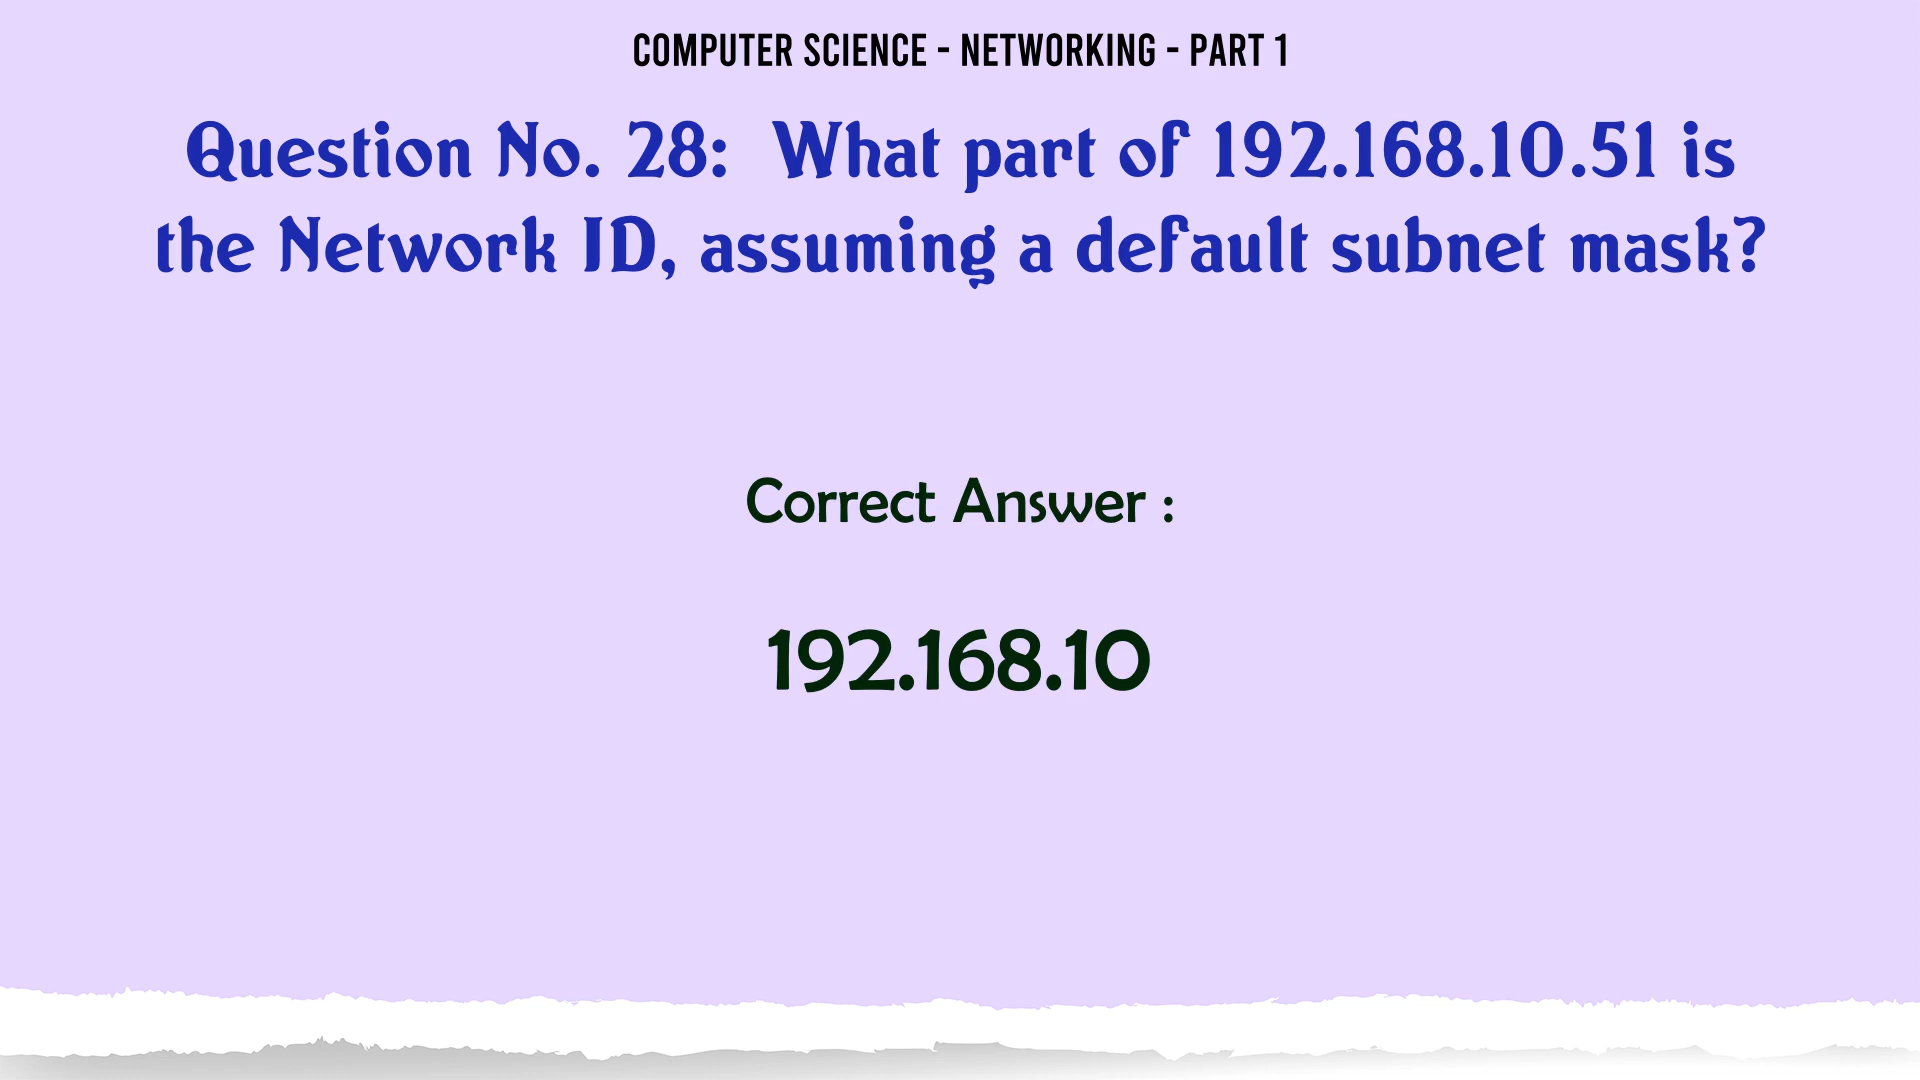 COMPUTER SCIENCE - NETWORKING - PART 1
Question No. 28: What part of 192.168.10.51 is
the Network ID, assuming a default subnet mask?
Correct Answer :
192.168.10